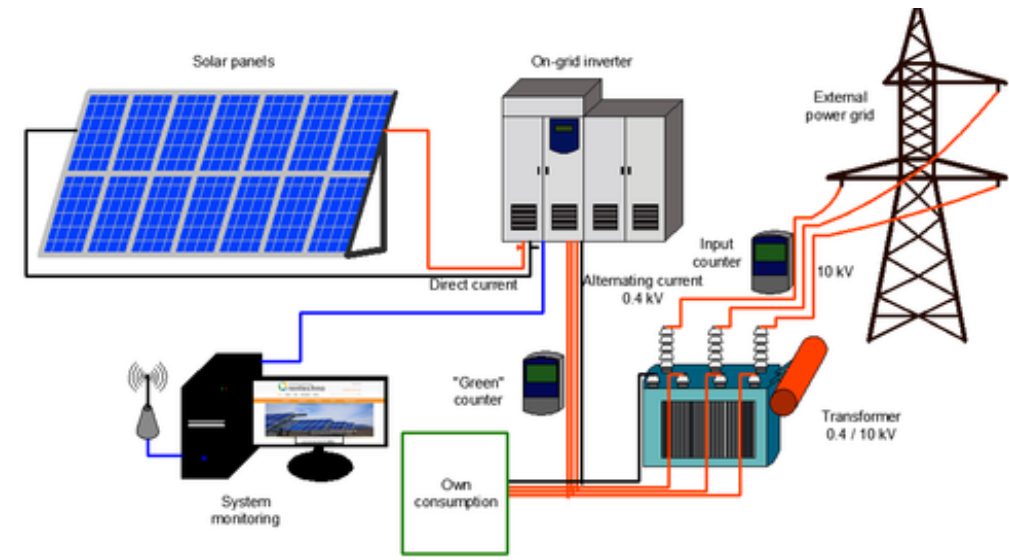 Solar panels
On-grid inverter
External
power grid
Input
counter
10 kV
Direct current
Alternating current
0.4 kV
"Green"
counter
Transformer
0.4 / 10 kV
Own
consumption
System
monitoring